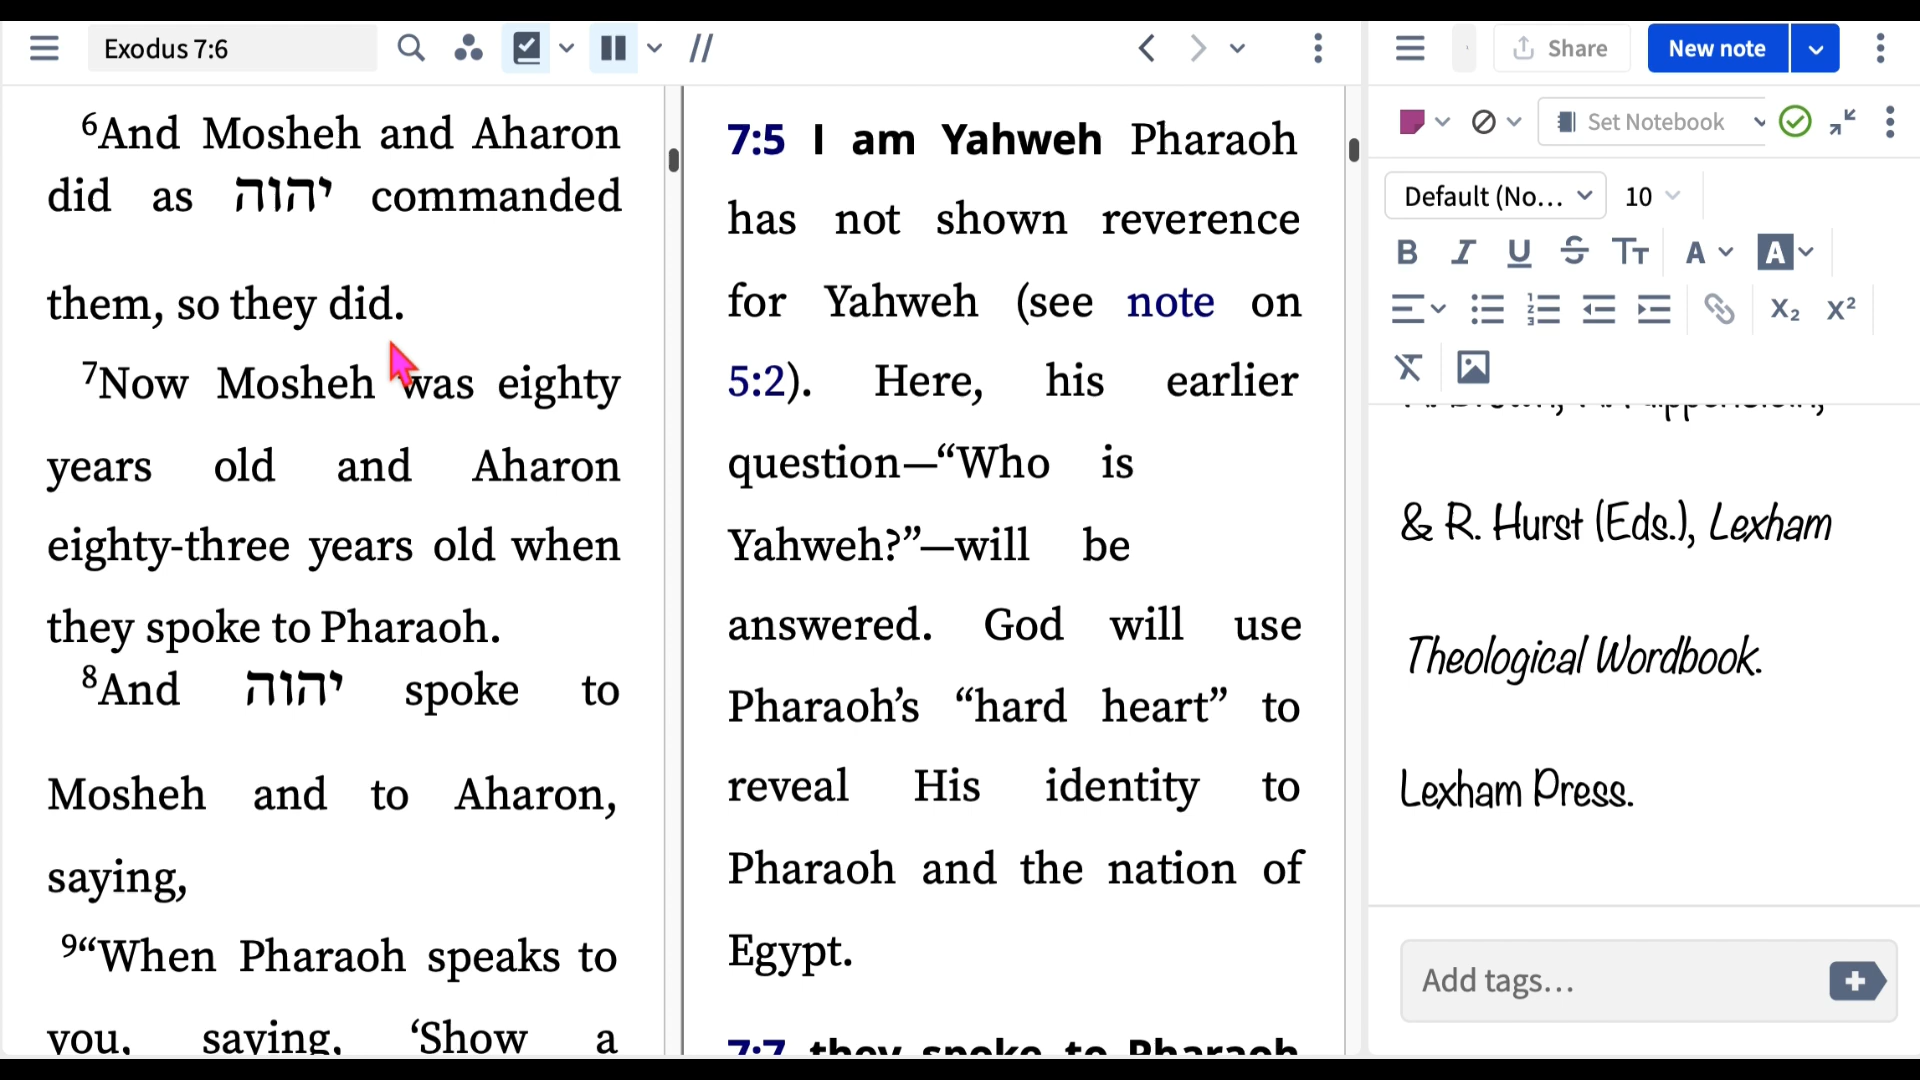 Exodus 7:6
⁶And Mosheh and Aharon
did as יהוה commanded
them, so they did.
⁷Now Mosheh was eighty
years old and Aharon
eighty-three years old when
they spoke to Pharaoh.
⁸And יהוה spoke to
Mosheh and to Aharon,
saying,
⁹“When Pharaoh speaks to
you, saying, ‘Show a
7:5 I am Yahweh Pharaoh
has not shown reverence
for Yahweh (see note on
5:2). Here, his earlier
question—“Who is
Yahweh?”—will be
answered. God will use
Pharaoh’s “hard heart” to
reveal His identity to
Pharaoh and the nation of
Egypt.
7:7 they spoke to Pharaoh
Share
New note
Set Notebook
Default (No...
10
& R. Hurst (Eds.), Lexham
Theological Wordbook.
Lexham Press.
Add tags...